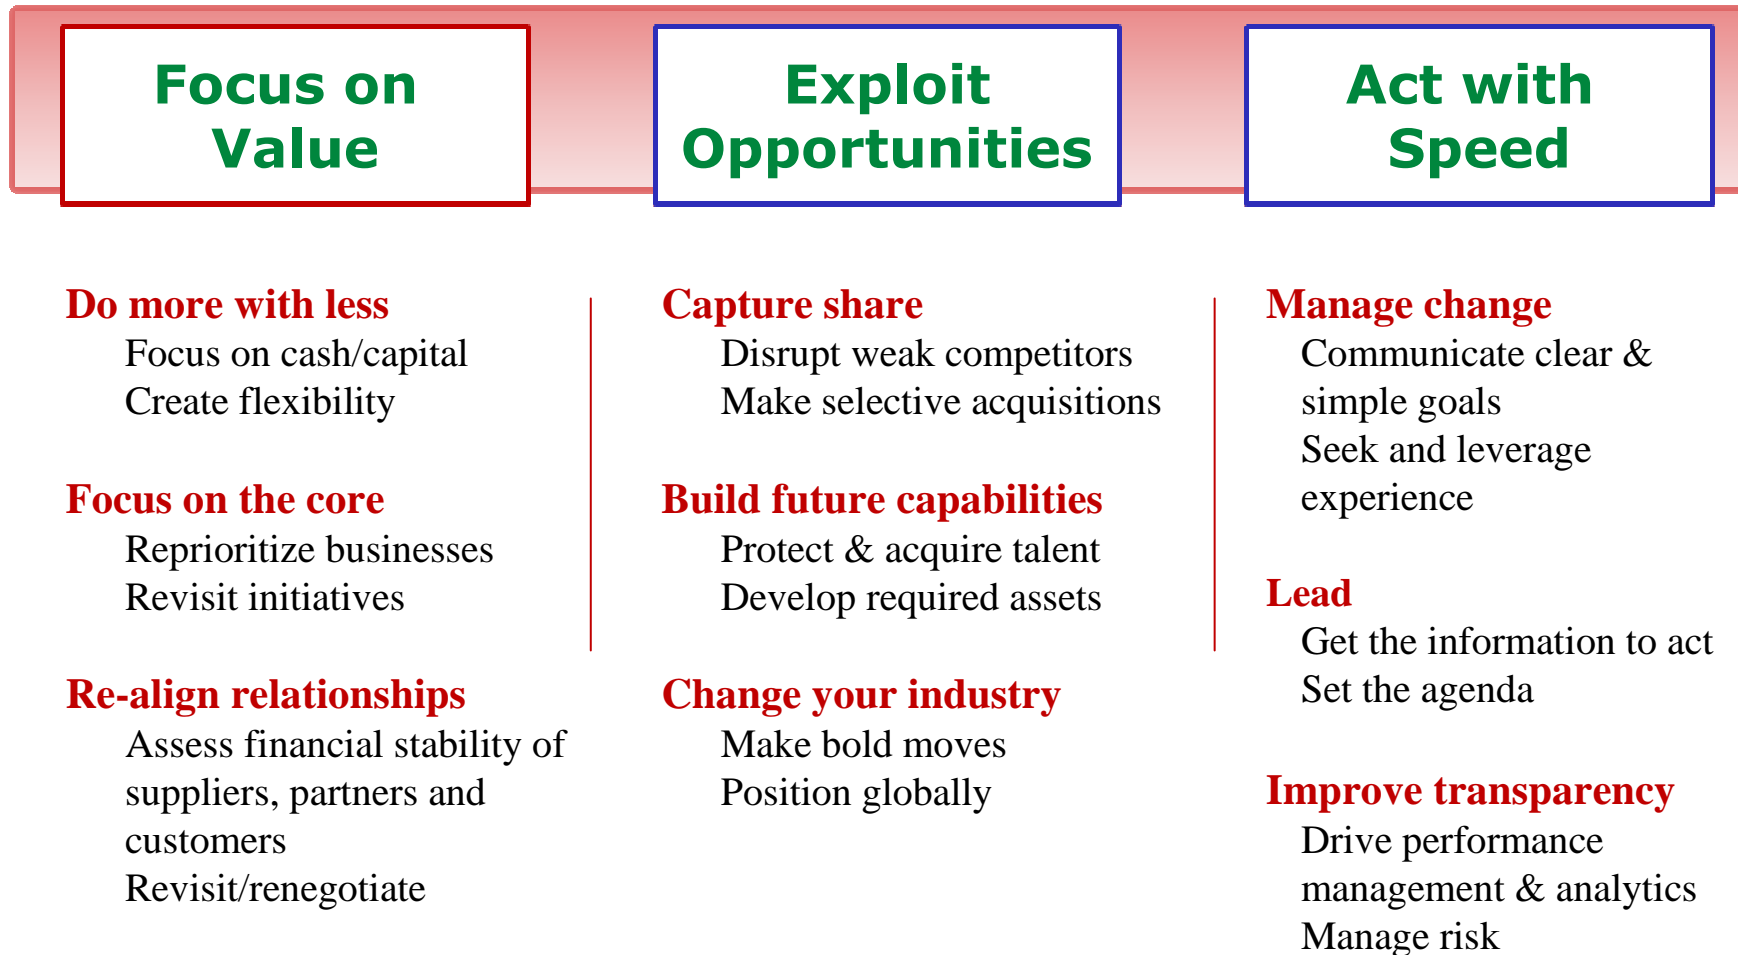 Focus on
Value
Exploit
Opportunities
Act with
Speed
Do more with less
Focus on cash/capital
Create flexibility
Focus on the core
Reprioritize businesses
Revisit initiatives
Re-align relationships
Assess financial stability of
suppliers, partners and
customers
Revisit/renegotiate
Capture share
Disrupt weak competitors
Make selective acquisitions
Build future capabilities
Protect & acquire talent
Develop required assets
Change your industry
Make bold moves
Position globally
Manage change
Communicate clear &
simple goals
Seek and leverage
experience
Lead
Get the information to act
Set the agenda
Improve transparency
Drive performance
management & analytics
Manage risk